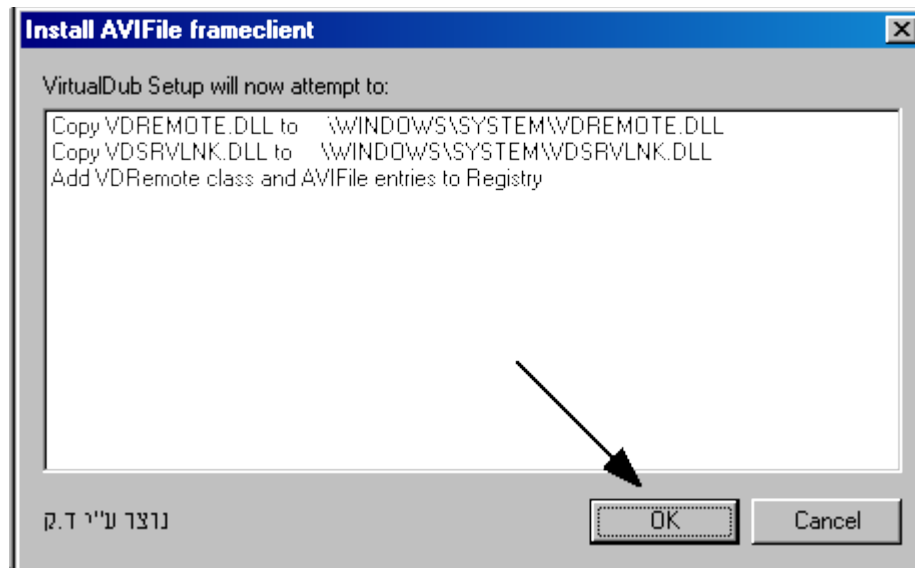 Install AVIFile frameclient
VirtualDub Setup will now attempt to:
Copy VDREMOTE.DLL to \WINDOWS\SYSTEM\VDREMOTE.DLL
Copy VDSRVLNK.DLL to \WINDOWS\SYSTEM\VDSRVLNK.DLL
Add VDRemote class and AVIFile entries to Registry
נוצר ע"י ד.ק
OK
Cancel